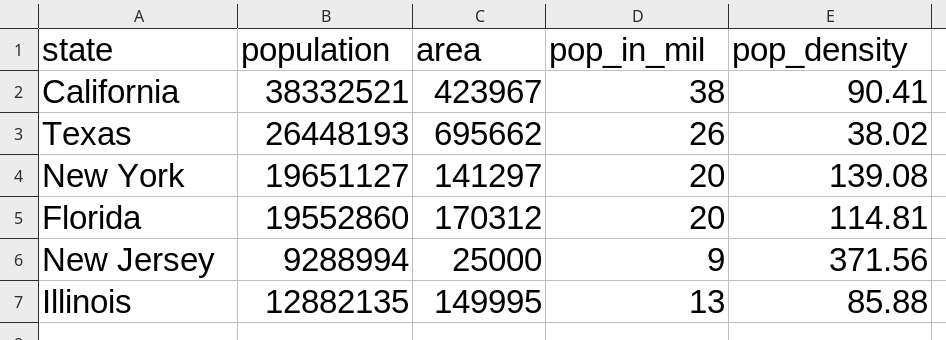 A B C D E
1 state population area pop_in_mil pop_density
2 California 38332521 423967 38 90.41
3 Texas 26448193 695662 26 38.02
4 New York 19651127 141297 20 139.08
5 Florida 19552860 170312 20 114.81
6 New Jersey 9288994 25000 9 371.56
7 Illinois 12882135 149995 13 85.88